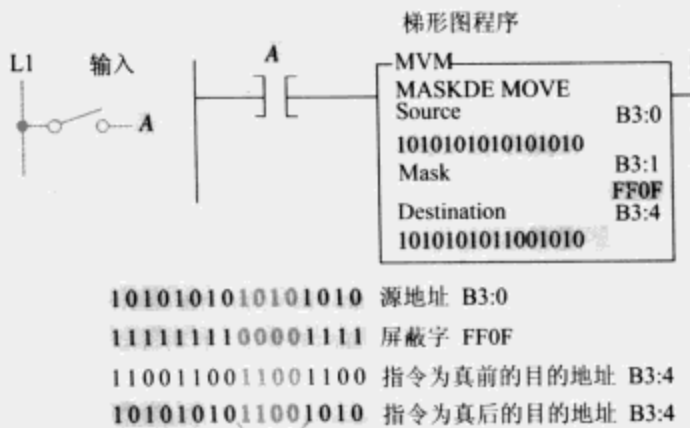 梯形图程序
L1 输入
A
A
MVM
MASKDE MOVE
Source B3:0
1010101010101010
Mask B3:1
FF0F
Destination B3:4
1010101011001010
1010101010101010 源地址 B3:0
1111111100001111 屏蔽字 FF0F
1100110011001100 指令为真前的目的地址 B3:4
1010101011001010 指令为真后的目的地址 B3:4